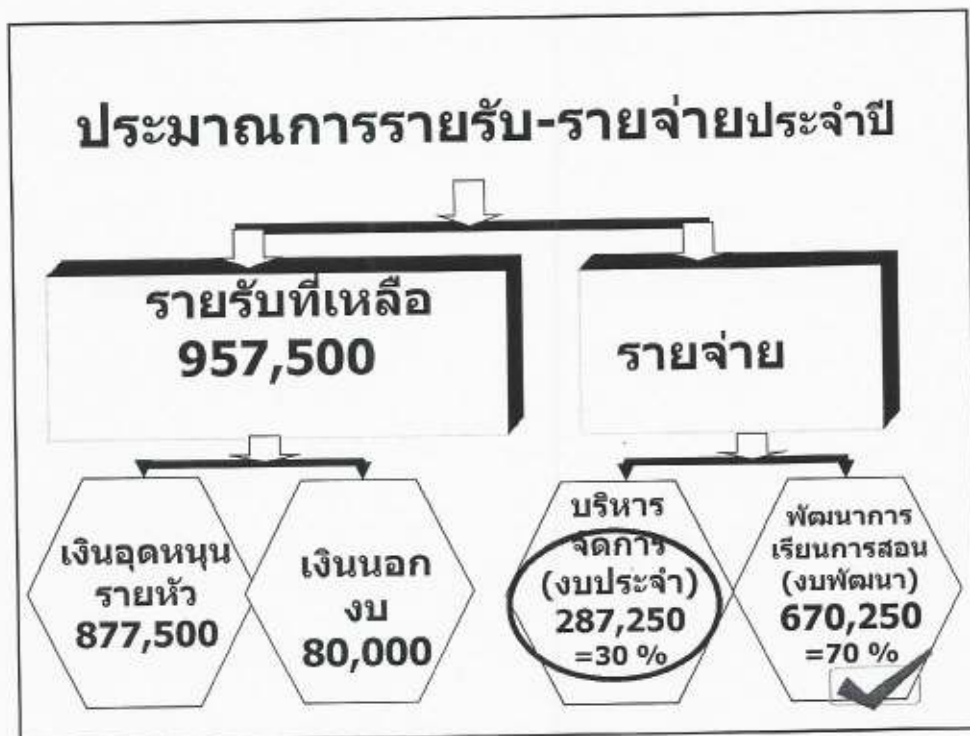 ประมาณการรายรับ-รายจ่ายประจำปี
รายรับที่เหลือ
957,500
รายจ่าย
เงินอุดหนุน
รายหัว
877,500
เงินนอก
งบ
80,000
บริหาร
จัดการ
(งบประจำ)
287,250
=30 %
พัฒนาการ
เรียนการสอน
(งบพัฒนา)
670,250
=70 %